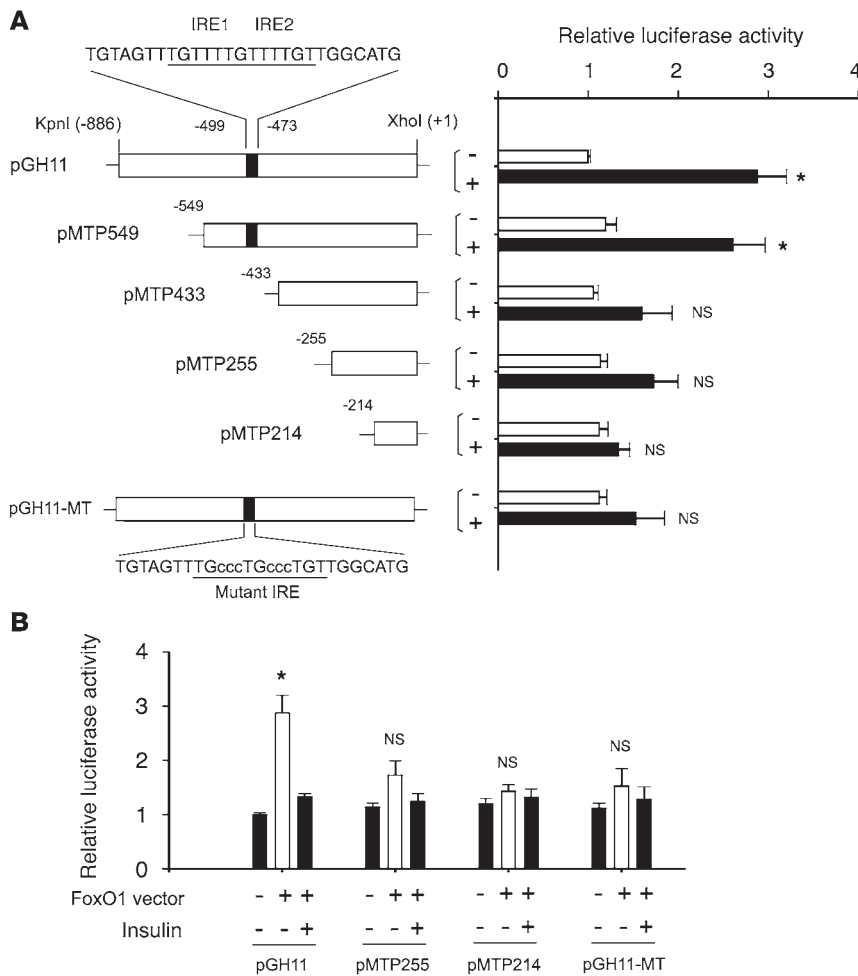 A
IRE1 IRE2
TGTAGTTTGTTTTGTTTTGTTGGCATG
Relative luciferase activity
0 1 2 3 4
KpnI (-886) -499 -473 XhoI (+1)
pGH11
-
+ *
-549
pMTP549
-
+ *
-433
pMTP433
-
+ NS
-255
pMTP255
-
+ NS
-214
pMTP214
-
+ NS
pGH11-MT
-
+ NS
TGTAGTTTGcccTGcccTGTTGGCATG
Mutant IRE
B
Relative luciferase activity
4
3
2
1
0
* NS NS NS
FoxO1 vector - + + - + + - + + - + +
Insulin - - + - - + - - + - - +
pGH11 pMTP255 pMTP214 pGH11-MT